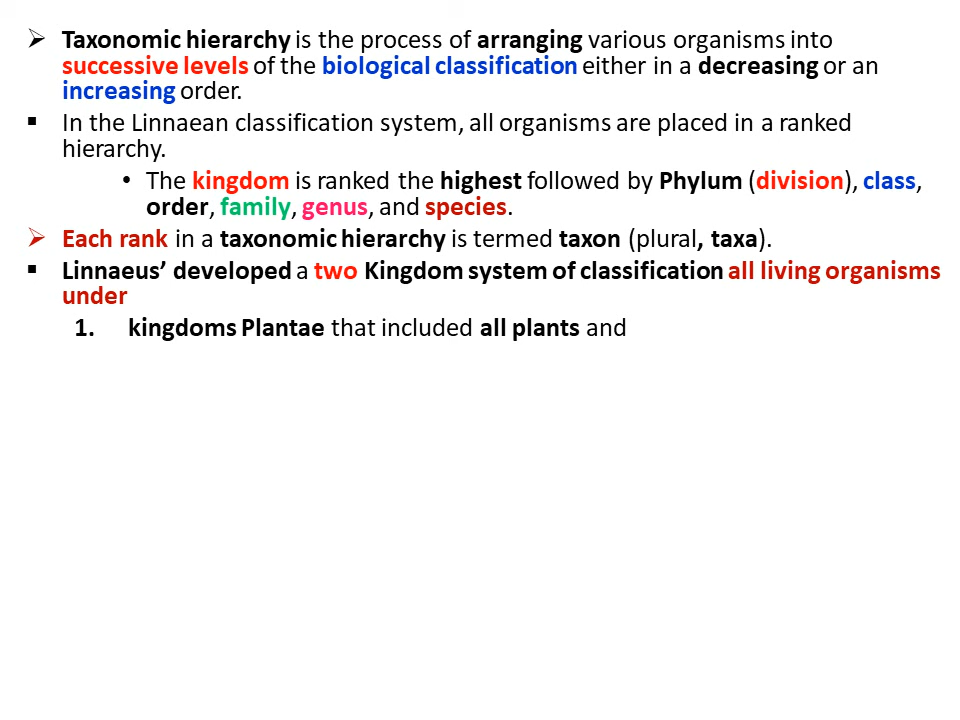 ➢ Taxonomic hierarchy is the process of arranging various organisms into
successive levels of the biological classification either in a decreasing or an
increasing order.
▪ In the Linnaean classification system, all organisms are placed in a ranked
hierarchy.
• The kingdom is ranked the highest followed by Phylum (division), class,
order, family, genus, and species.
➢ Each rank in a taxonomic hierarchy is termed taxon (plural, taxa).
▪ Linnaeus’ developed a two Kingdom system of classification all living organisms
under
1. kingdoms Plantae that included all plants and